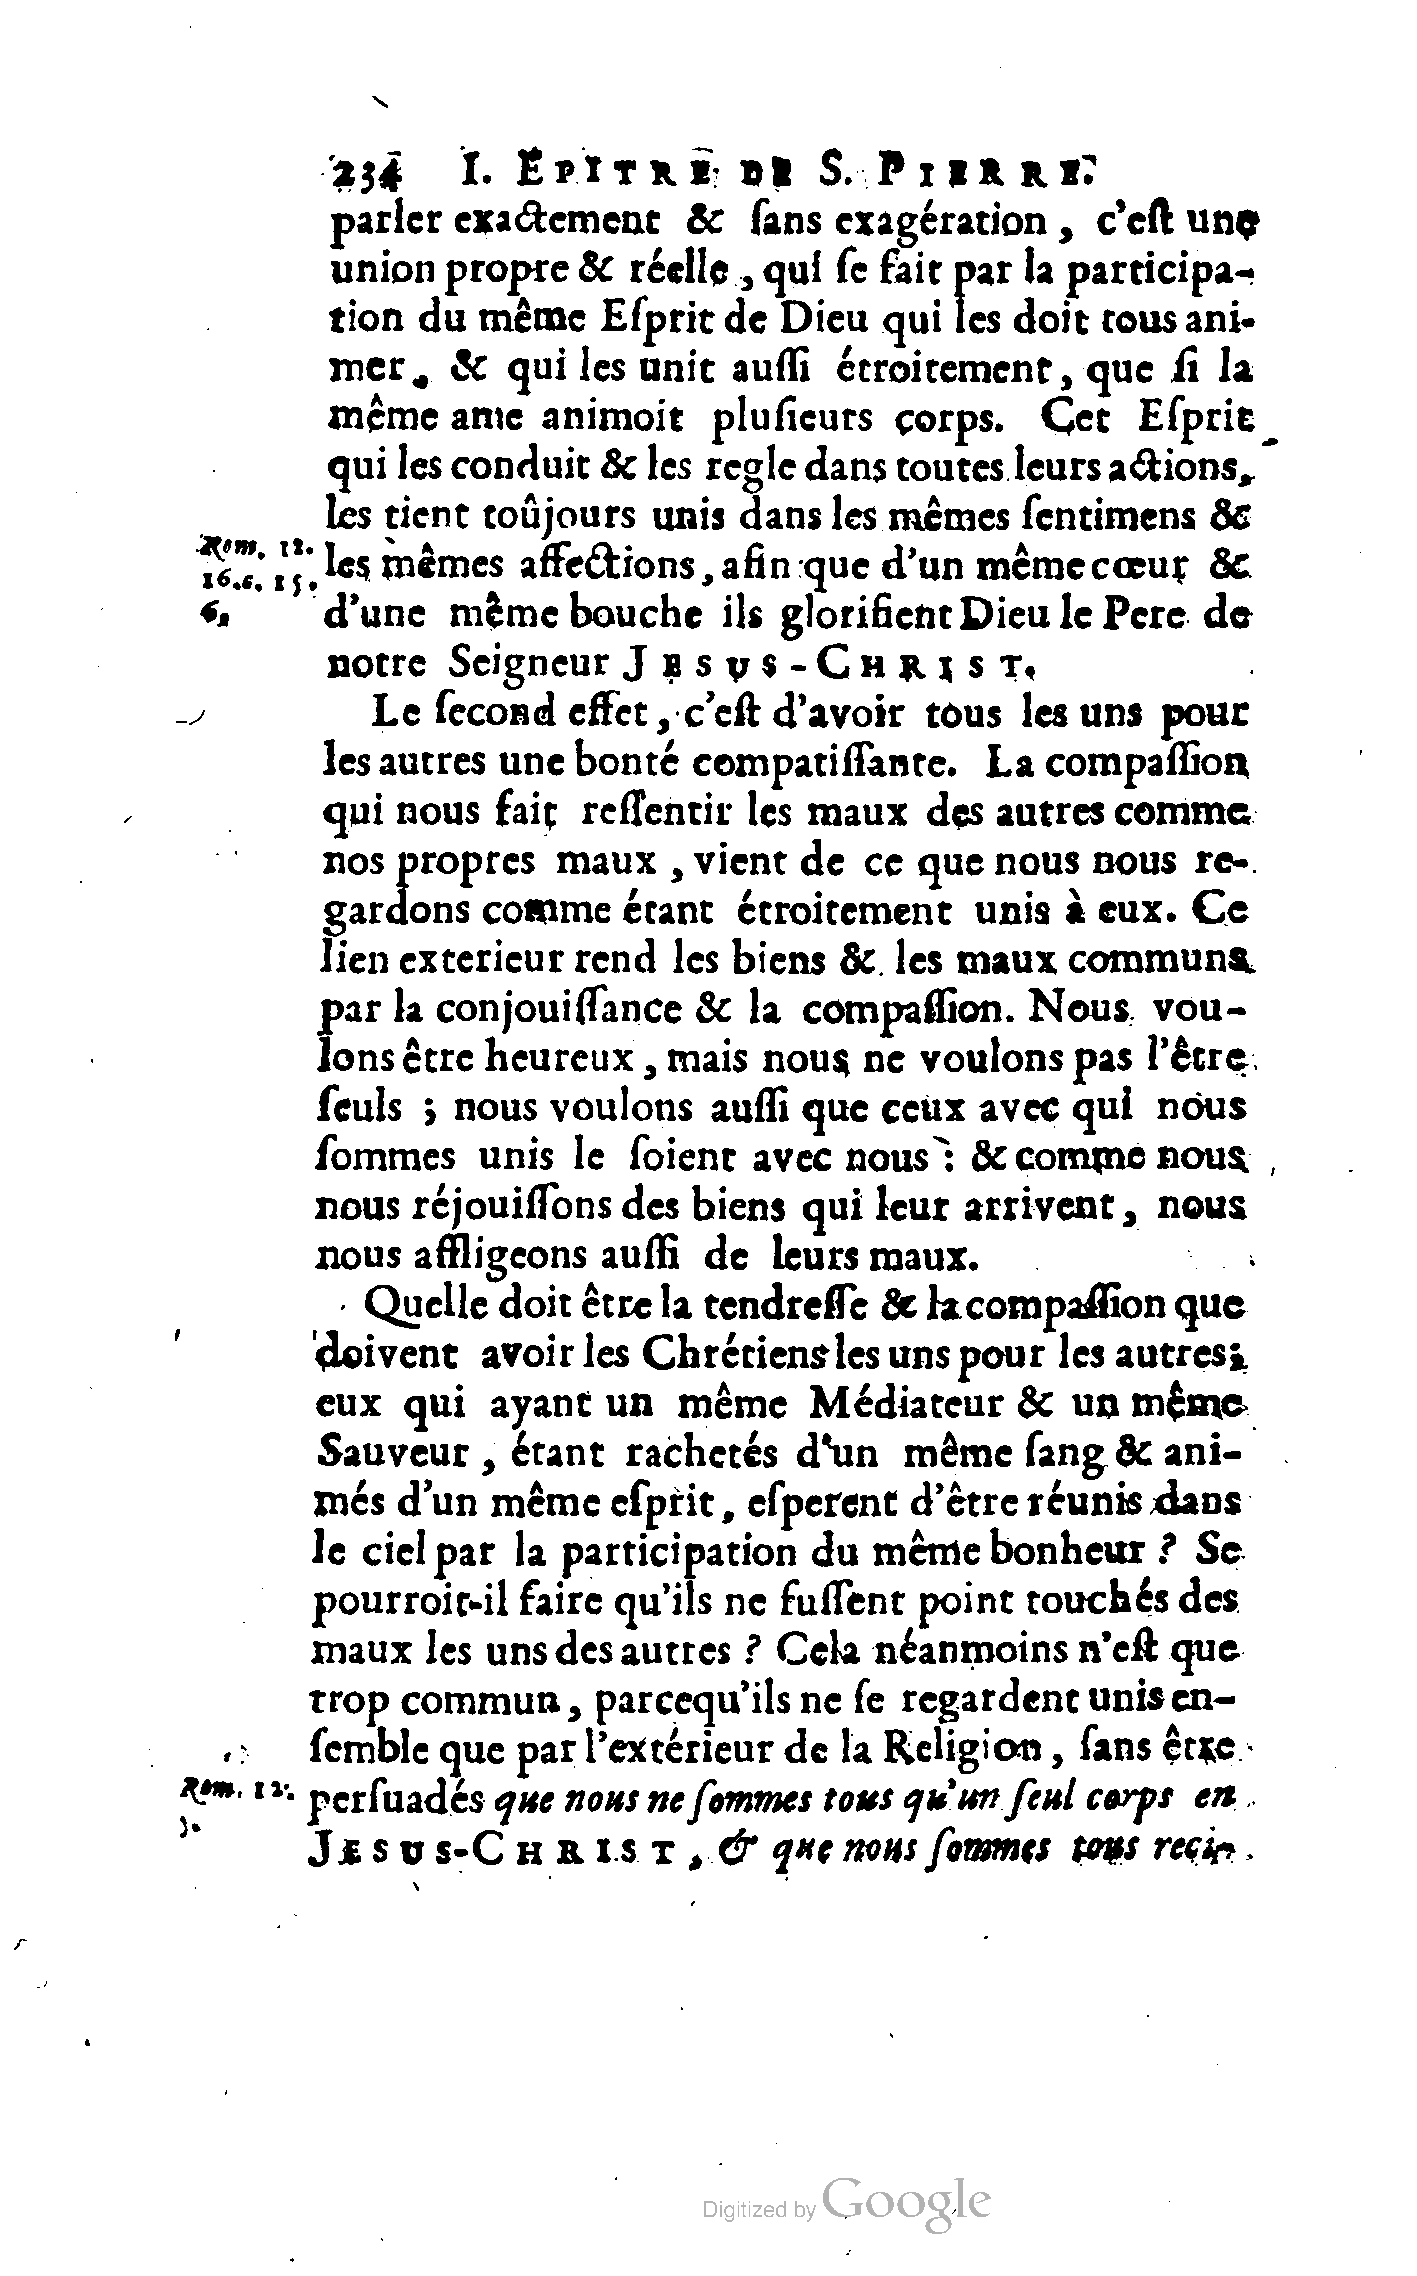 234 I. EPITRE DE S. PIERRE.
parler exactement & ſans exagération, c'eſt une
union propre & réelle, qui ſe fait par la participa-
tion du même Eſprit de Dieu qui les doit tous ani-
mer, & qui les unit auſſi étroitement, que ſi la
même ame animoit pluſieurs corps. Cet Eſprit
qui les conduit & les regle dans toutes leurs actions,
les tient toûjours unis dans les mêmes ſentimens &
Rom. 12.
16. c. 15.
6.
les mêmes affections, afin que d'un même cœur &
d'une même bouche ils glorifient Dieu le Pere de
notre Seigneur JESUS-CHRIST.
Le ſecond effet, c'eſt d'avoir tous les uns pour
les autres une bonté compatiſſante. La compaſſion
qui nous fait reſſentir les maux des autres comme
nos propres maux, vient de ce que nous nous re-
gardons comme étant étroitement unis à eux. Ce
lien exterieur rend les biens & les maux communs
par la conjouiſſance & la compaſſion. Nous vou-
lons être heureux, mais nous ne voulons pas l'être
ſeuls ; nous voulons auſſi que ceux avec qui nous
ſommes unis le ſoient avec nous : & comme nous
nous réjouiſſons des biens qui leur arrivent, nous
nous affligeons auſſi de leurs maux.
Quelle doit être la tendreſſe & la compaſſion que
doivent avoir les Chrétiens les uns pour les autres;
eux qui ayant un même Médiateur & un même
Sauveur, étant rachetés d'un même ſang & ani-
més d'un même eſprit, eſperent d'être réunis dans
le ciel par la participation du même bonheur ? Se
pourroit-il faire qu'ils ne fuſſent point touchés des
maux les uns des autres ? Cela néanmoins n'eſt que
trop commun, parcequ'ils ne ſe regardent unis en-
ſemble que par l'extérieur de la Religion, ſans être
Rom. 12.
5.
perſuadés que nous ne ſommes tous qu'un ſeul corps en
JESUS-CHRIST, & que nous ſommes tous recip-
Digitized by Google